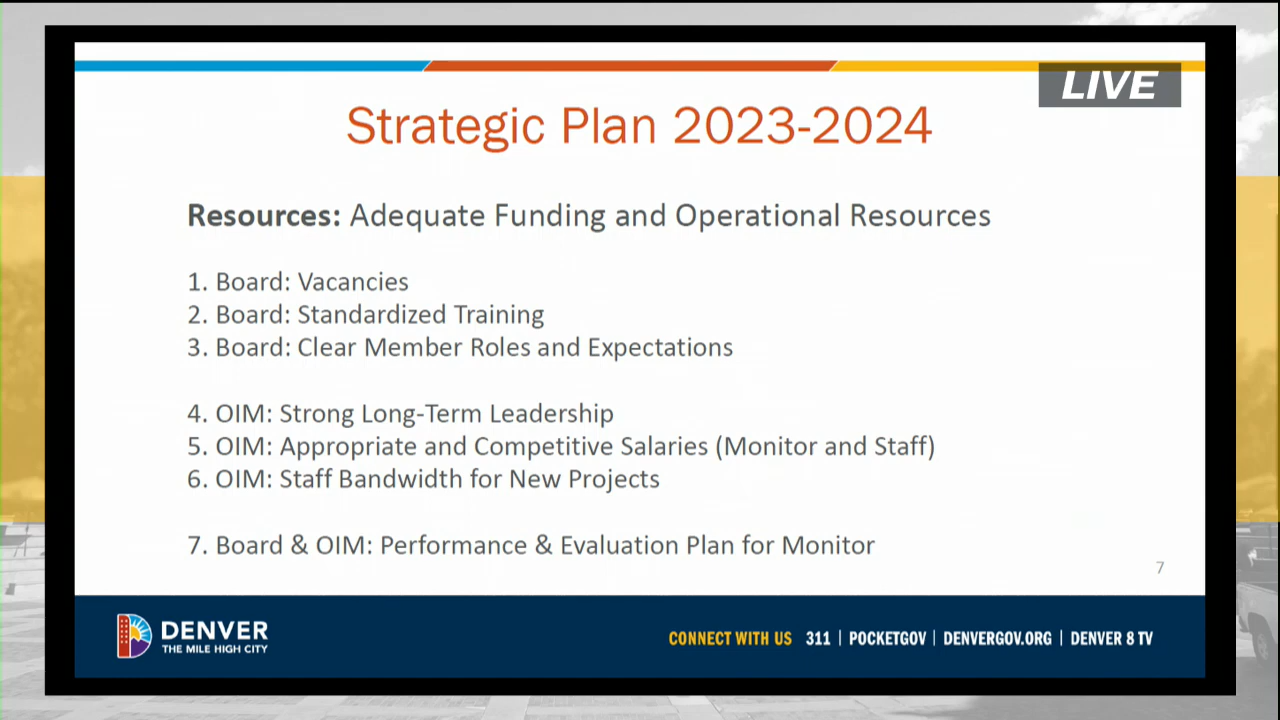 LIVE
Strategic Plan 2023-2024
Resources: Adequate Funding and Operational Resources
1. Board: Vacancies
2. Board: Standardized Training
3. Board: Clear Member Roles and Expectations
4. OIM: Strong Long-Term Leadership
5. OIM: Appropriate and Competitive Salaries (Monitor and Staff)
6. OIM: Staff Bandwidth for New Projects
7. Board & OIM: Performance & Evaluation Plan for Monitor
7
DENVER
THE MILE HIGH CITY
CONNECT WITH US 311 | POCKETGOV | DENVERGOV.ORG | DENVER 8 TV